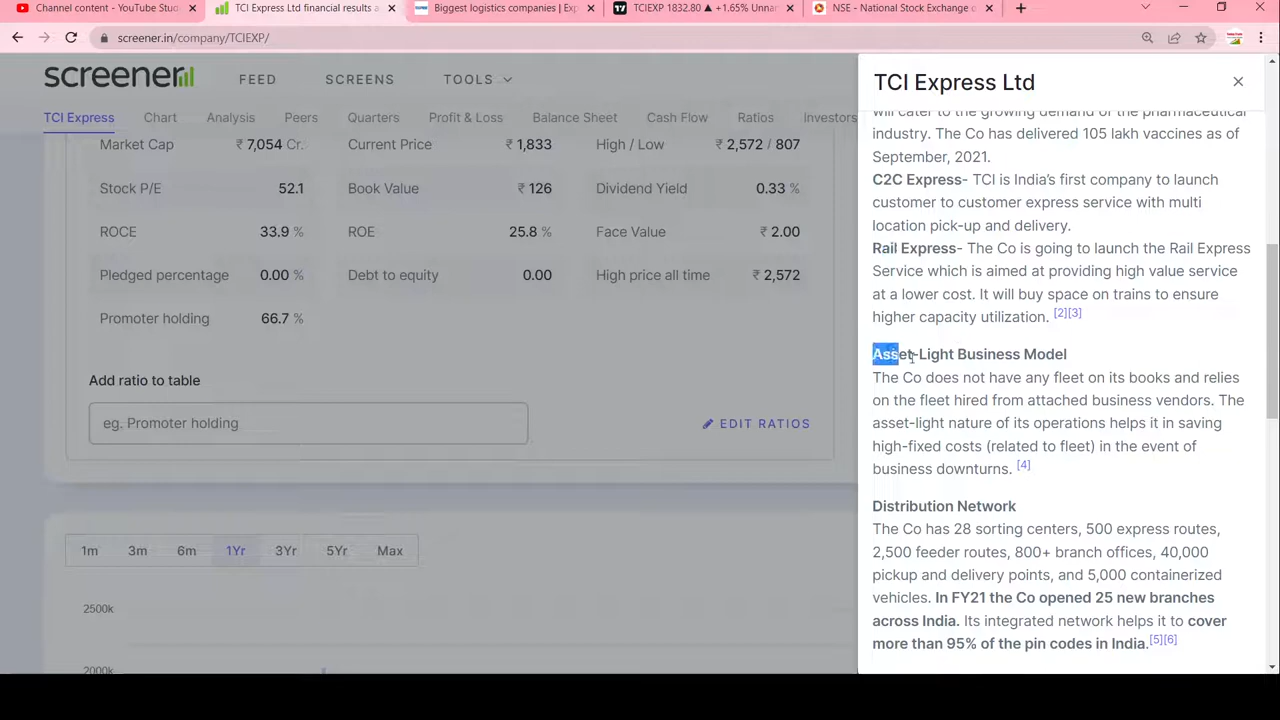 Channel content - YouTube Stud
TCI Express Ltd financial results a
Biggest logistics companies | Exp
TCIEXP 1832.80 ▲ +1.65% Unna
NSE - National Stock Exchange o
screener.in/company/TCIEXP/
screener
FEED
SCREENS
TOOLS
TCI Express
Chart
Analysis
Peers
Quarters
Profit & Loss
Balance Sheet
Cash Flow
Ratios
Investors
Market Cap ₹ 7,054 Cr.
Current Price ₹ 1,833
High / Low ₹ 2,572 / 807
Stock P/E 52.1
Book Value ₹ 126
Dividend Yield 0.33 %
ROCE 33.9 %
ROE 25.8 %
Face Value ₹ 2.00
Pledged percentage 0.00 %
Debt to equity 0.00
High price all time ₹ 2,572
Promoter holding 66.7 %
Add ratio to table
eg. Promoter holding
EDIT RATIOS
1m 3m 6m 1Yr 3Yr 5Yr Max
2500k
2000k
TCI Express Ltd
will cater to the growing demand of the pharmaceutical
industry. The Co has delivered 105 lakh vaccines as of
September, 2021.
C2C Express- TCI is India’s first company to launch
customer to customer express service with multi
location pick-up and delivery.
Rail Express- The Co is going to launch the Rail Express
Service which is aimed at providing high value service
at a lower cost. It will buy space on trains to ensure
higher capacity utilization. [2][3]
Asset-Light Business Model
The Co does not have any fleet on its books and relies
on the fleet hired from attached business vendors. The
asset-light nature of its operations helps it in saving
high-fixed costs (related to fleet) in the event of
business downturns. [4]
Distribution Network
The Co has 28 sorting centers, 500 express routes,
2,500 feeder routes, 800+ branch offices, 40,000
pickup and delivery points, and 5,000 containerized
vehicles. In FY21 the Co opened 25 new branches
across India. Its integrated network helps it to cover
more than 95% of the pin codes in India.[5][6]